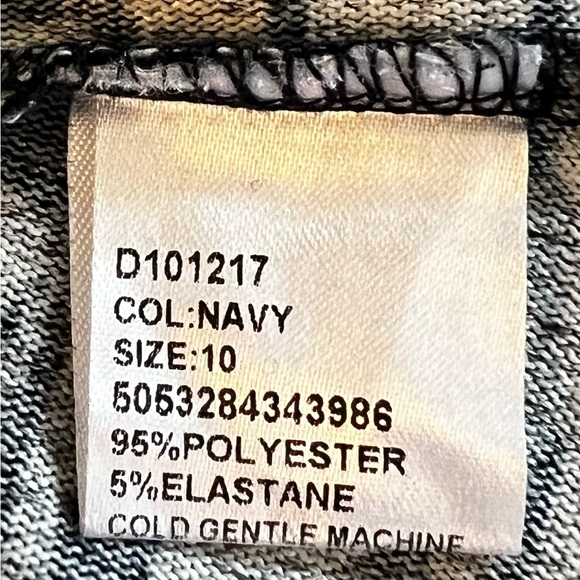 D101217
COL:NAVY
SIZE:10
5053284343986
95%POLYESTER
5%ELASTANE
COLD GENTLE MACHINE